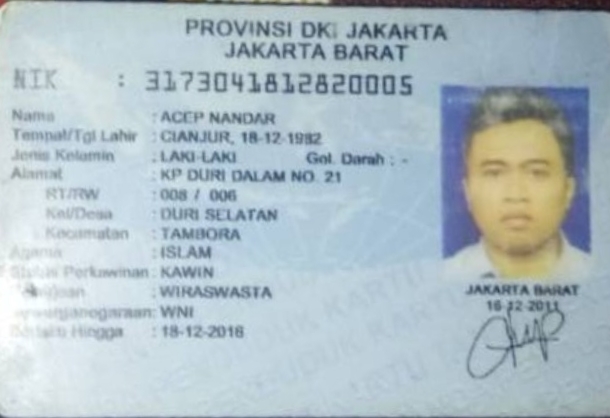 PROVINSI DKI JAKARTA
JAKARTA BARAT
NIK : 3173041812820005
Nama : ACEP NANDAR
Tempat/Tgl Lahir : CIANJUR, 18-12-1982
Jenis Kelamin : LAKI-LAKI Gol. Darah : -
Alamat : KP DURI DALAM NO. 21
RT/RW : 008 / 006
Kel/Desa : DURI SELATAN
Kecamatan : TAMBORA
Agama : ISLAM
Status Perkawinan : KAWIN
: WIRASWASTA
Kewarganegaraan: WNI
Berlaku Hingga : 18-12-2016
JAKARTA BARAT
16-12-2011